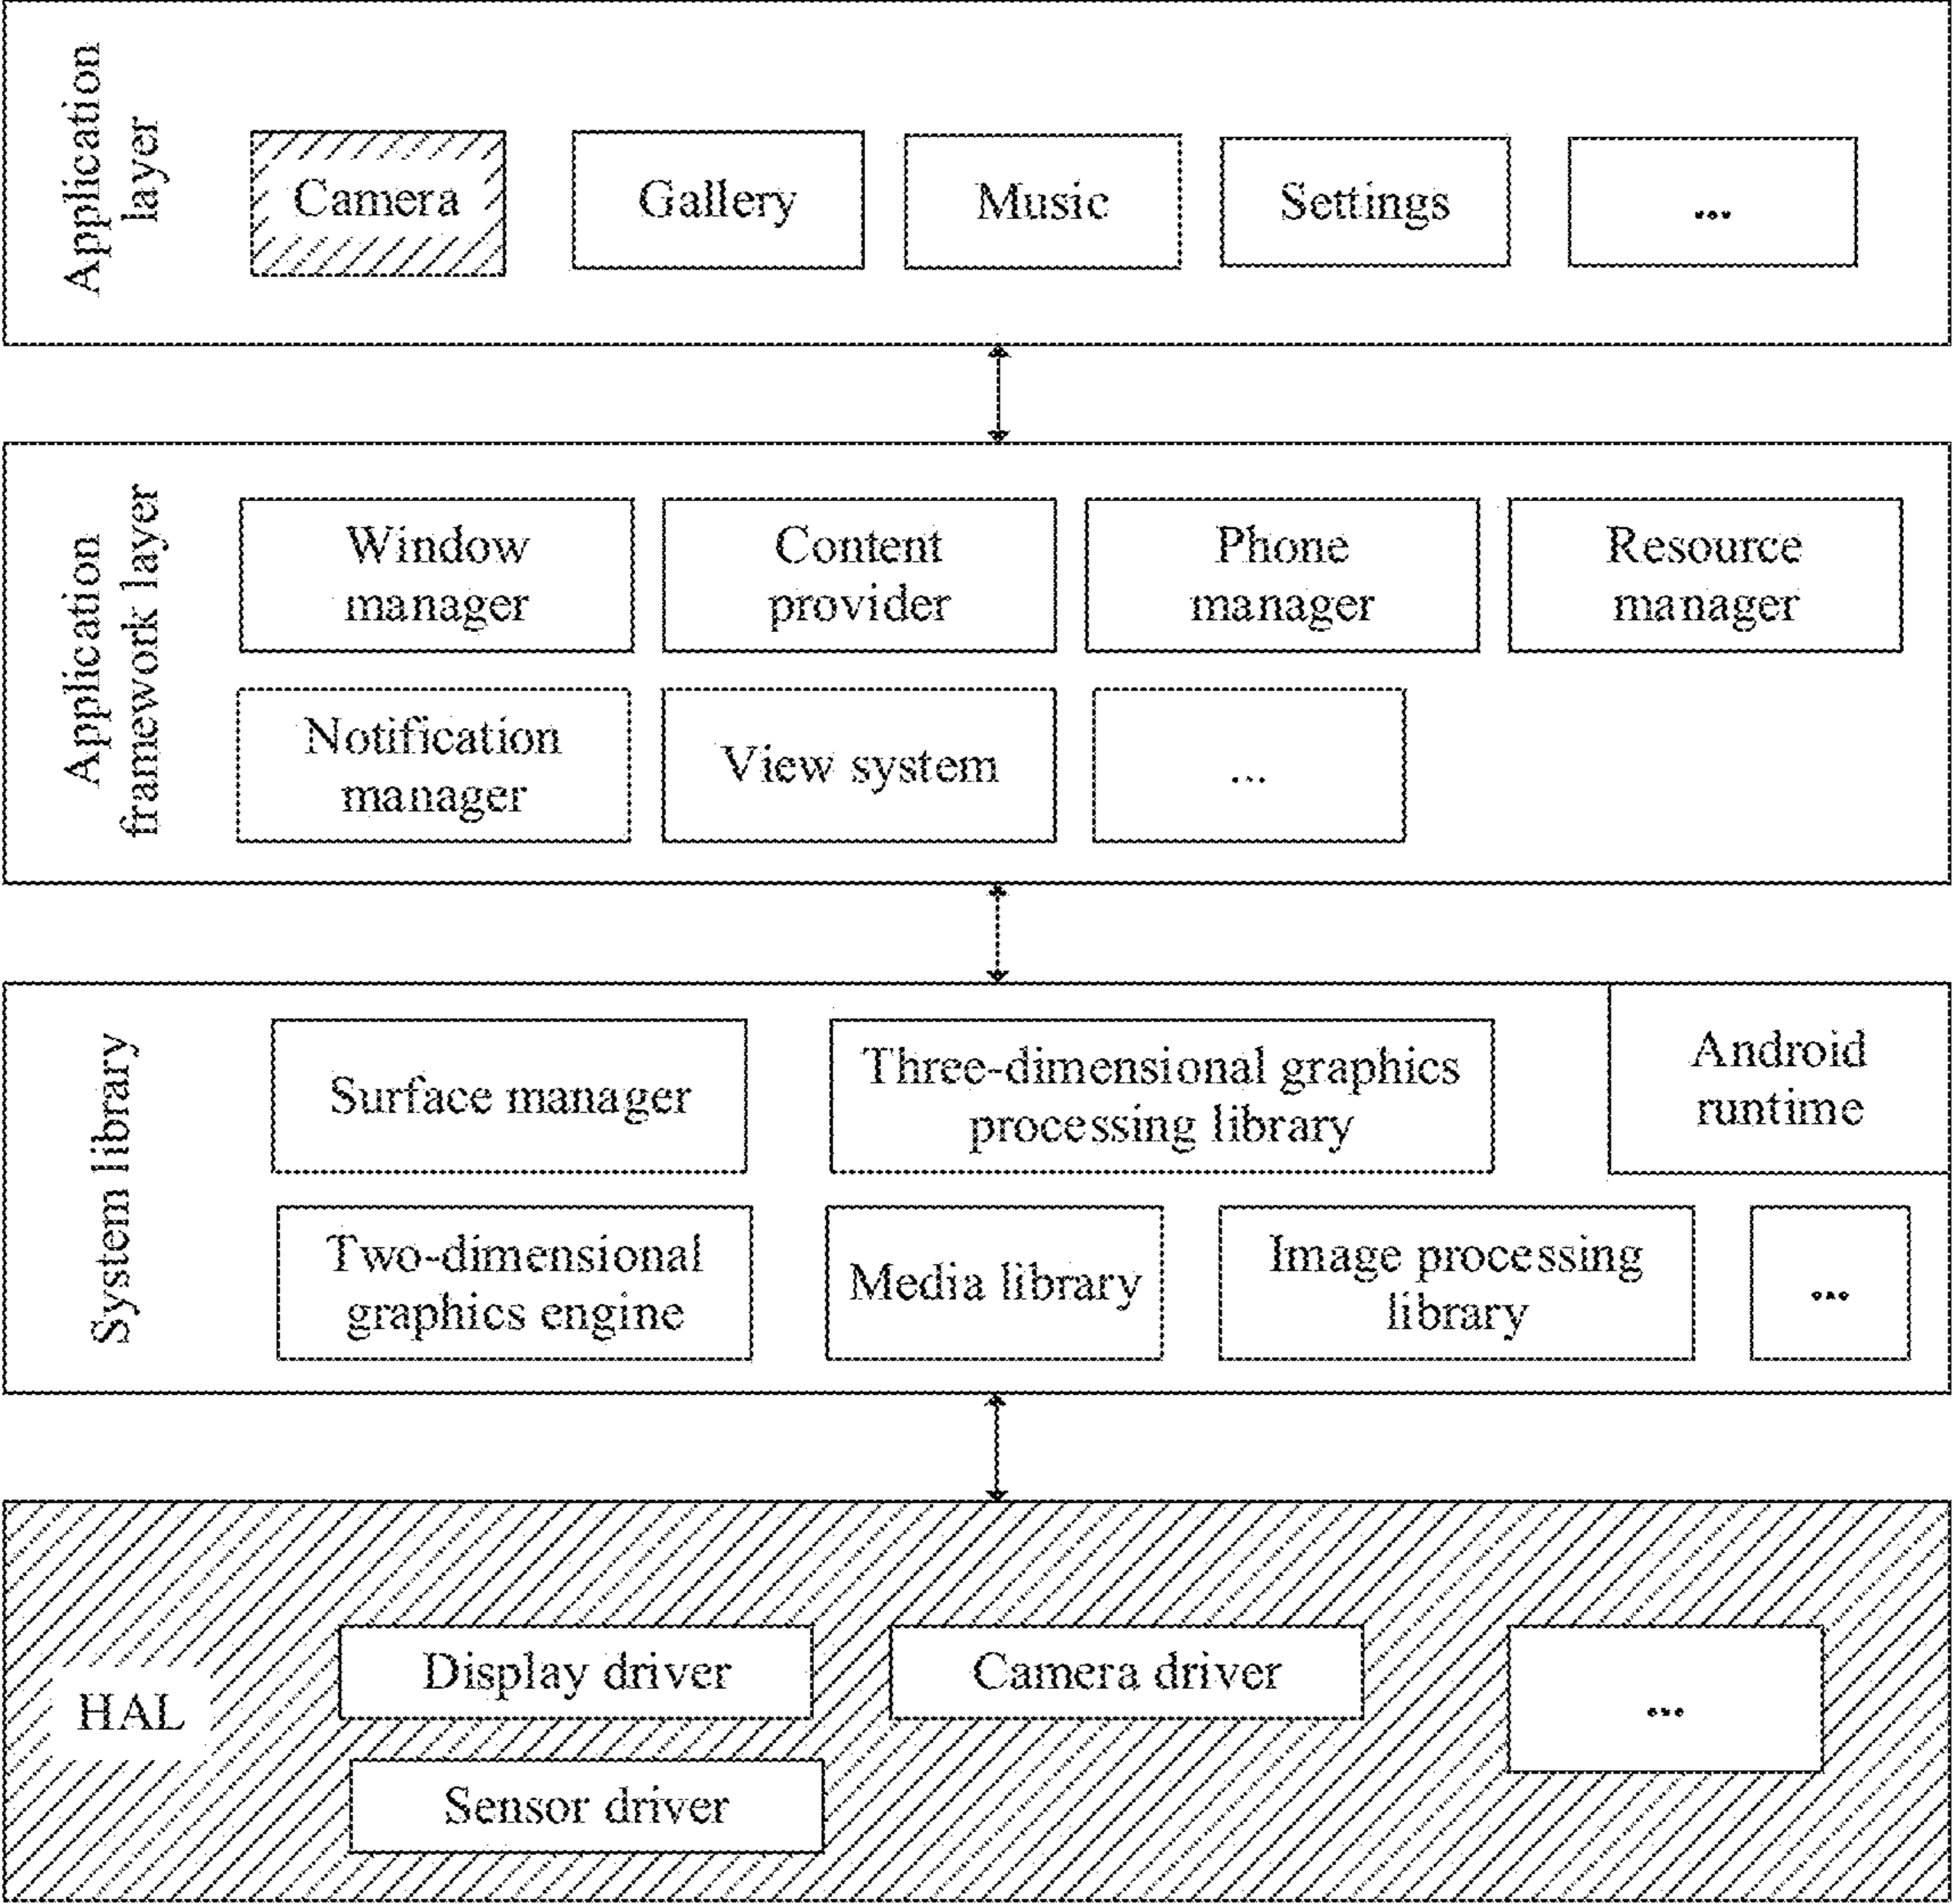 Application
layer
Camera
Gallery
Music
Settings
...
Application
framework layer
Window
manager
Content
provider
Phone
manager
Resource
manager
Notification
manager
View system
...
System library
Surface manager
Three-dimensional graphics
processing library
Android
runtime
Two-dimensional
graphics engine
Media library
Image processing
library
...
HAL
Display driver
Camera driver
...
Sensor driver